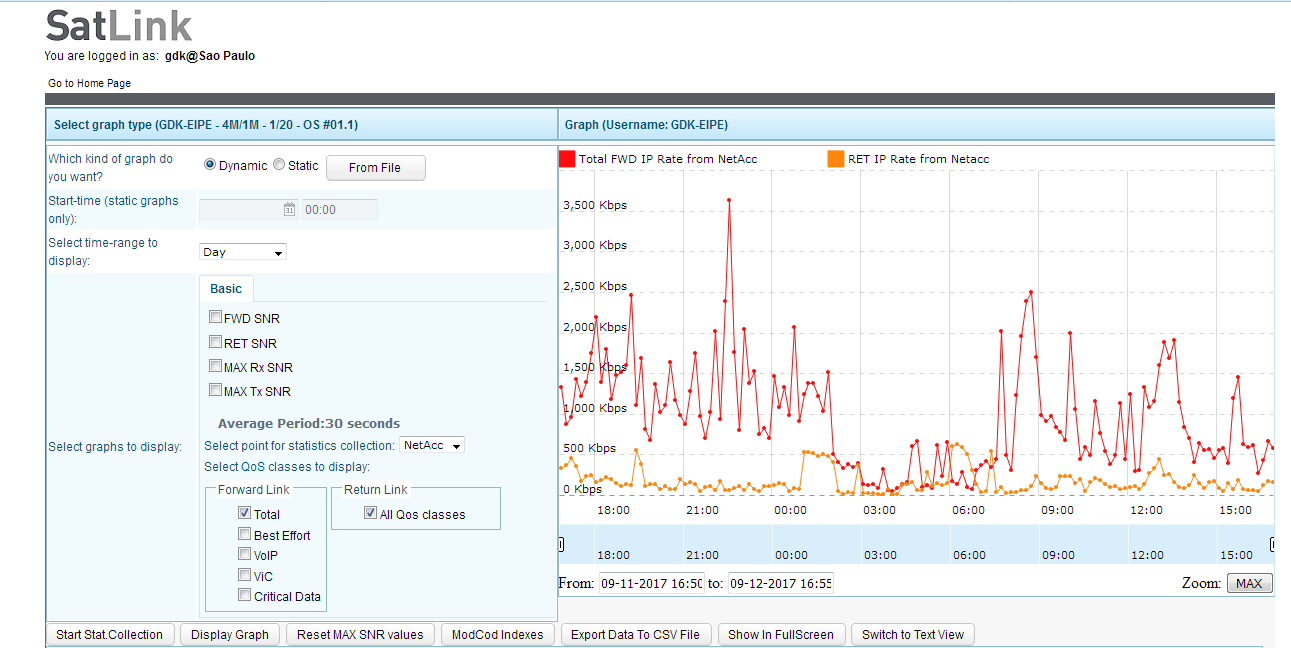 SatLink
You are logged in as: gdk@Sao Paulo
Go to Home Page
Select graph type (GDK-EIPE - 4M/1M - 1/20 - OS #01.1)
Which kind of graph do
you want?
Dynamic Static From File
Start-time (static graphs
only):
31 00:00
Select time-range to
display:
Day
Select graphs to display:
Basic
FWD SNR
RET SNR
MAX Rx SNR
MAX Tx SNR
Average Period:30 seconds
Select point for statistics collection: NetAcc
Select QoS classes to display:
Forward Link
Total
Best Effort
VoIP
ViC
Critical Data
Return Link
All Qos classes
Graph (Username: GDK-EIPE)
Total FWD IP Rate from NetAcc RET IP Rate from Netacc
3,500 Kbps
3,000 Kbps
2,500 Kbps
2,000 Kbps
1,500 Kbps
1,000 Kbps
500 Kbps
0 Kbps
18:00 21:00 00:00 03:00 06:00 09:00 12:00 15:00
18:00 21:00 00:00 03:00 06:00 09:00 12:00 15:00
From: 09-11-2017 16:50 to: 09-12-2017 16:55 Zoom: MAX
Start Stat.Collection Display Graph Reset MAX SNR values ModCod Indexes Export Data To CSV File Show In FullScreen Switch to Text View